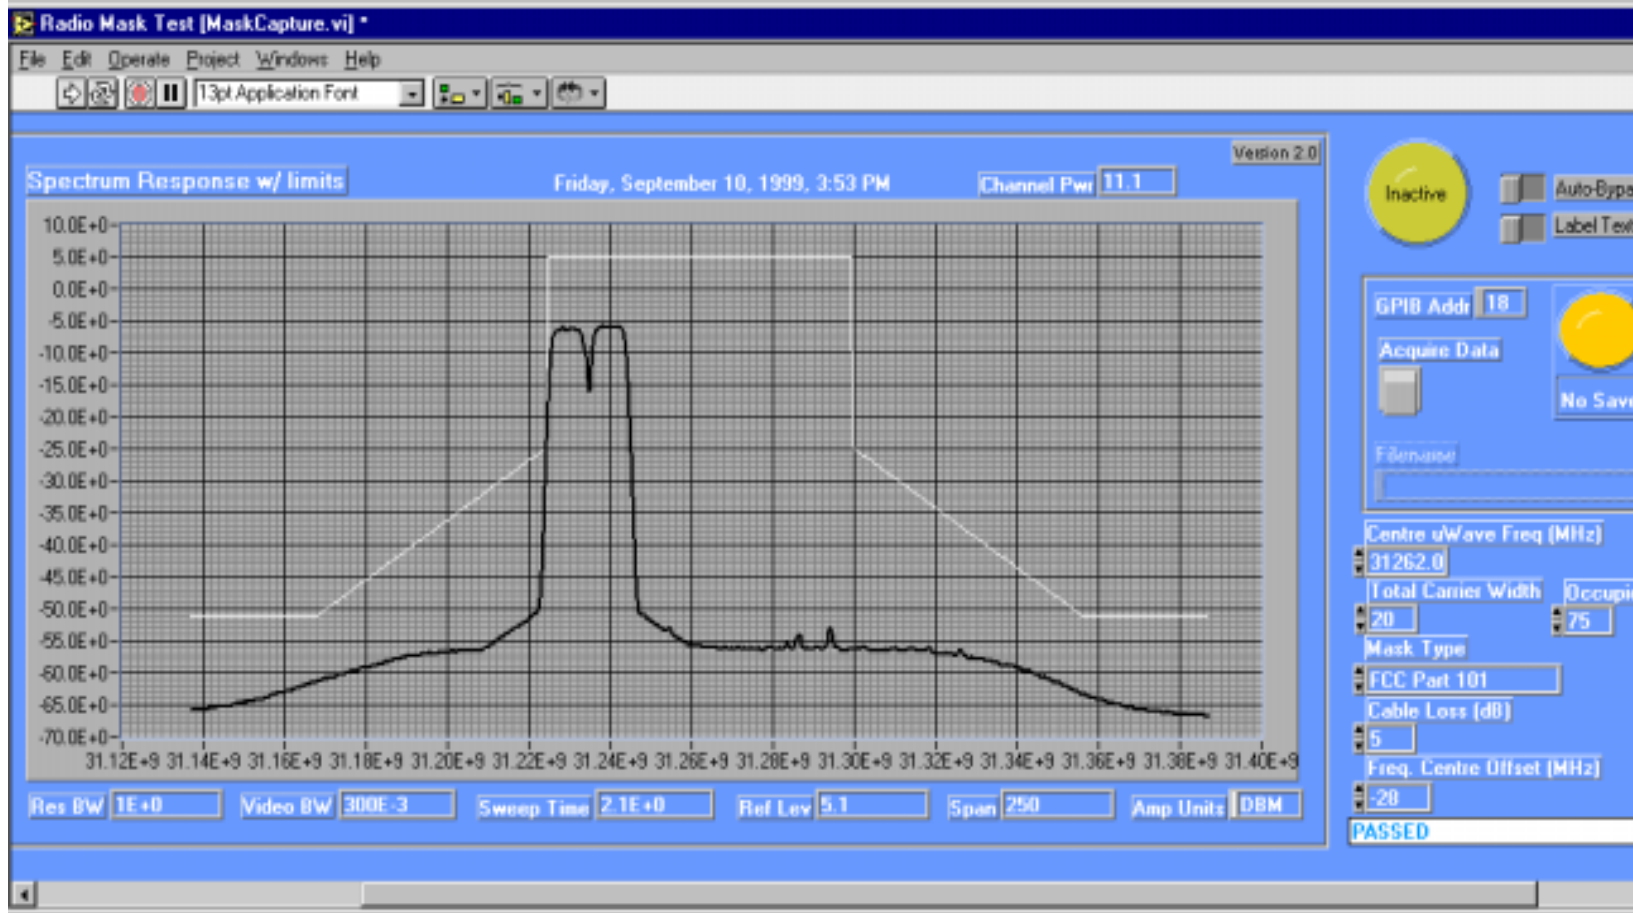 Radio Mask Test [MaskCapture.vi] *
File Edit Operate Project Windows Help
13pt Application Font
Version 2.0
Spectrum Response w/ limits
Friday, September 10, 1999, 3:53 PM
Channel Pwr 11.1
10.0E+0
5.0E+0
0.0E+0
-5.0E+0
-10.0E+0
-15.0E+0
-20.0E+0
-25.0E+0
-30.0E+0
-35.0E+0
-40.0E+0
-45.0E+0
-50.0E+0
-55.0E+0
-60.0E+0
-65.0E+0
-70.0E+0
31.12E+9 31.14E+9 31.16E+9 31.18E+9 31.20E+9 31.22E+9 31.24E+9 31.26E+9 31.28E+9 31.30E+9 31.32E+9 31.34E+9 31.36E+9 31.38E+9 31.40E+9
Res BW 1E+0 Video BW 300E-3 Sweep Time 2.1E+0 Ref Lev 5.1 Span 250 Amp Units DBM
Inactive
Auto-Bypa
Label Text
GPIB Addr 18
Acquire Data
No Save
Filename
Centre uWave Freq (MHz)
31262.0
Total Carrier Width Occupie
20 75
Mask Type
FCC Part 101
Cable Loss (dB)
5
Freq. Centre Offset (MHz)
-28
PASSED